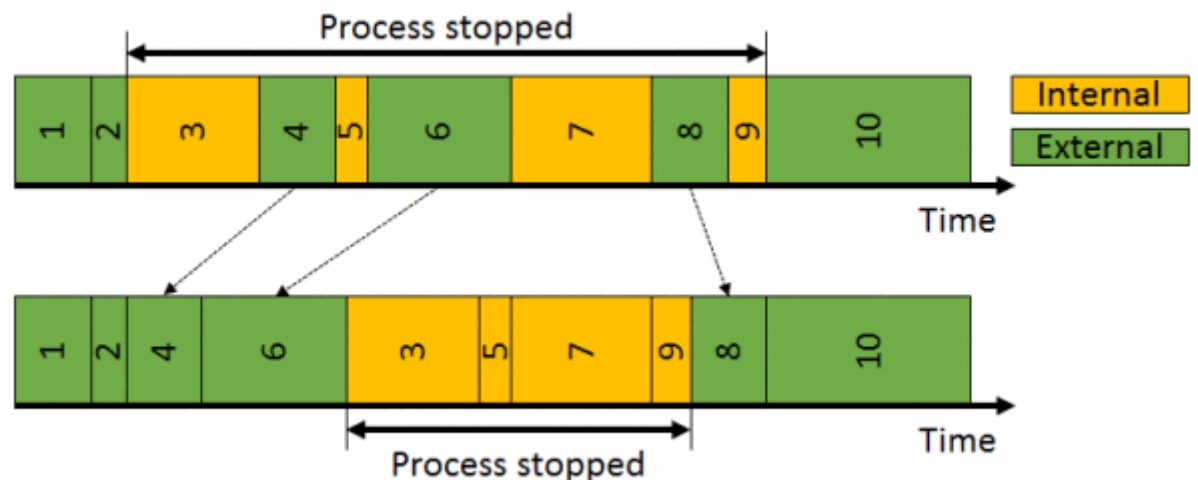 Process stopped
1 2 3 4 5 6 7 8 9 10
Internal
External
Time
1 2 4 6 3 5 7 9 8 10
Time
Process stopped